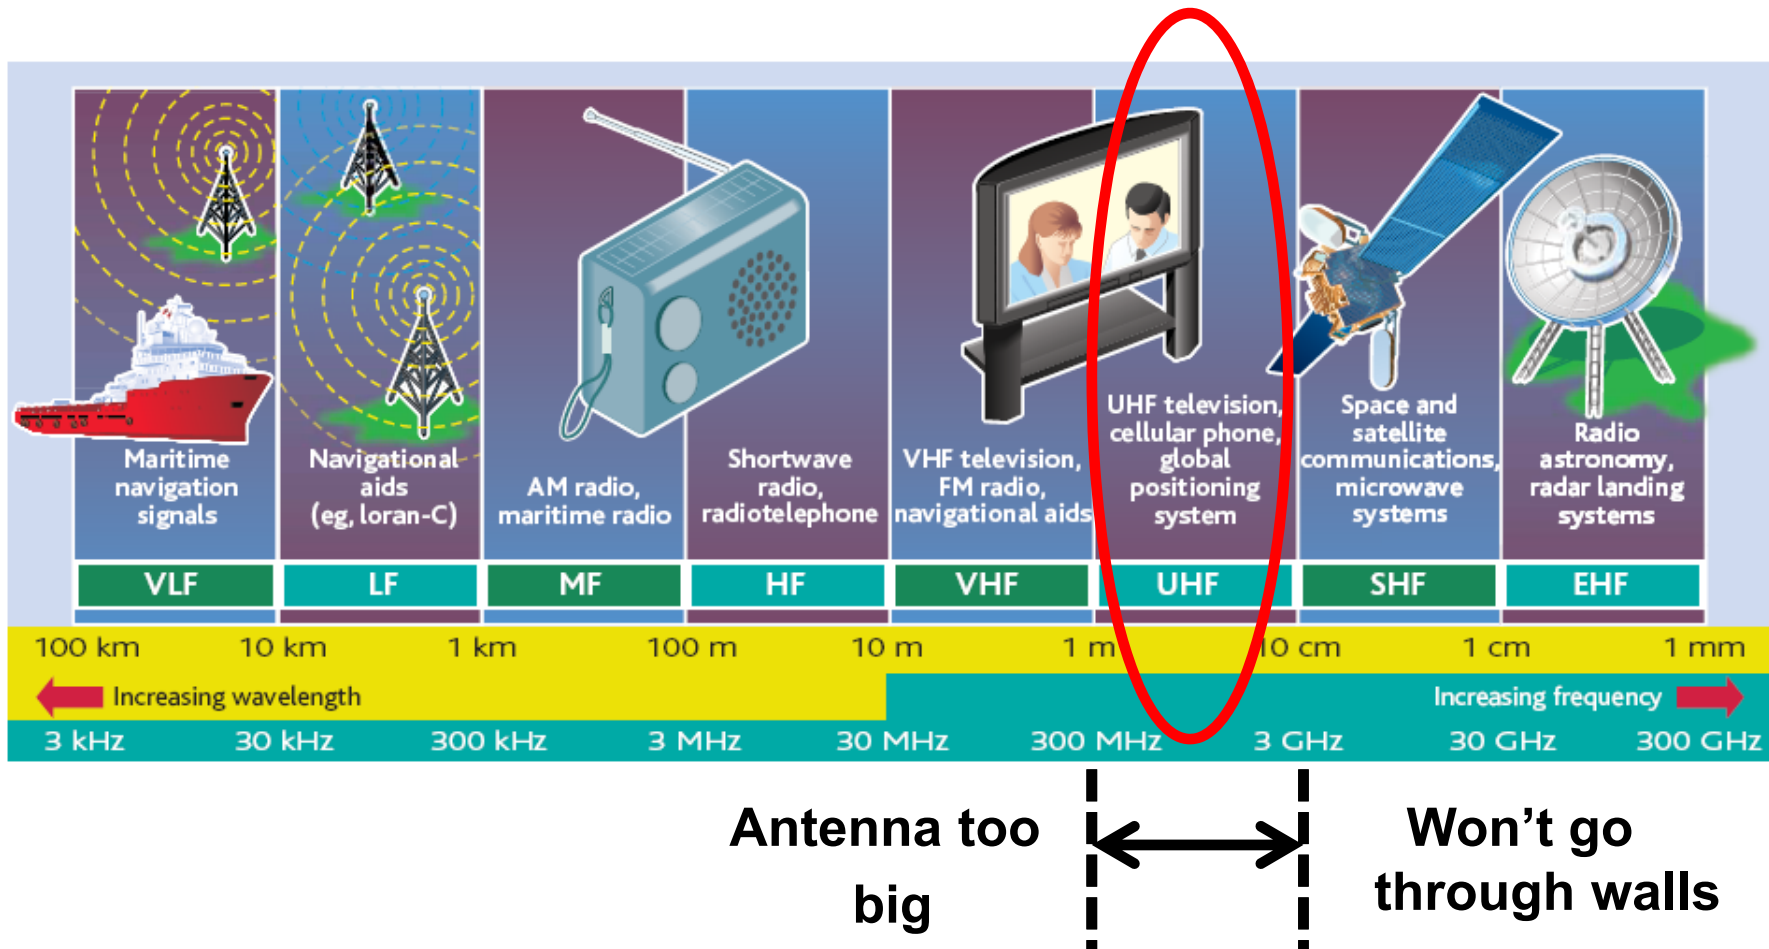 Maritime
navigation
signals
Navigational
aids
(eg, loran-C)
AM radio,
maritime radio
Shortwave
radio,
radiotelephone
VHF television,
FM radio,
navigational aids
UHF television,
cellular phone,
global
positioning
system
Space and
satellite
communications,
microwave
systems
Radio
astronomy,
radar landing
systems
VLF LF MF HF VHF UHF SHF EHF
100 km 10 km 1 km 100 m 10 m 1 m 10 cm 1 cm 1 mm
Increasing wavelength Increasing frequency
3 kHz 30 kHz 300 kHz 3 MHz 30 MHz 300 MHz 3 GHz 30 GHz 300 GHz
Antenna too
big
Won’t go
through walls